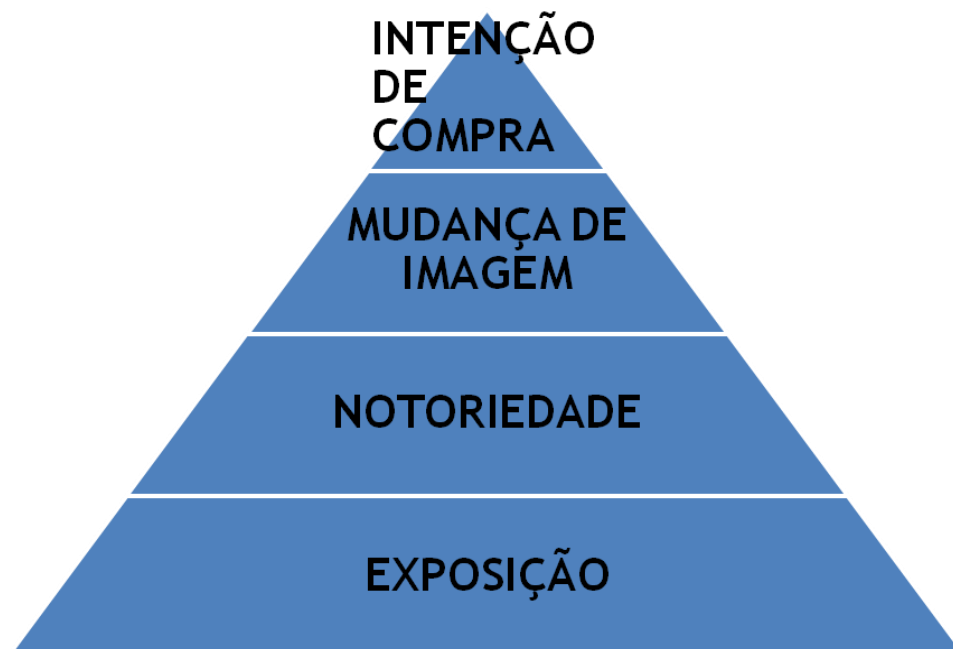 INTENÇÃO
DE
COMPRA
MUDANÇA DE
IMAGEM
NOTORIEDADE
EXPOSIÇÃO